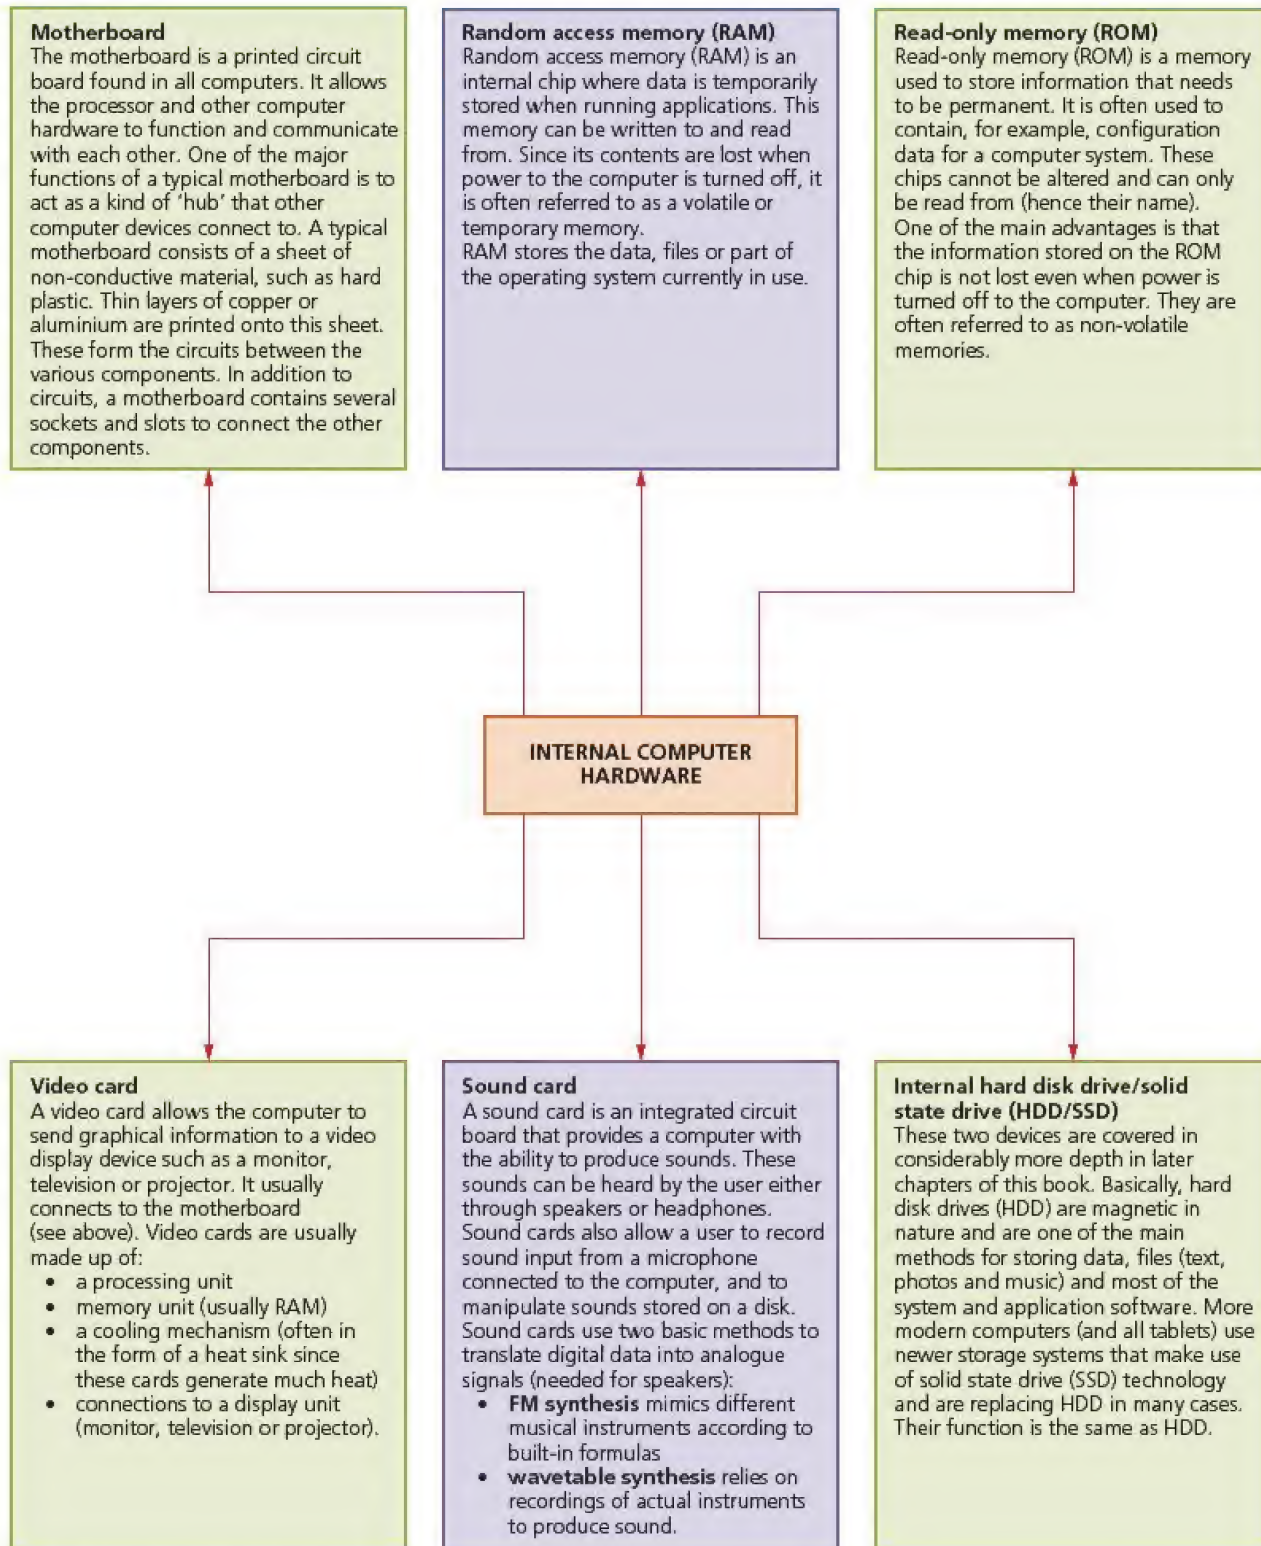 Motherboard
The motherboard is a printed circuit
board found in all computers. It allows
the processor and other computer
hardware to function and communicate
with each other. One of the major
functions of a typical motherboard is to
act as a kind of ‘hub’ that other
computer devices connect to. A typical
motherboard consists of a sheet of
non-conductive material, such as hard
plastic. Thin layers of copper or
aluminium are printed onto this sheet.
These form the circuits between the
various components. In addition to
circuits, a motherboard contains several
sockets and slots to connect the other
components.
Random access memory (RAM)
Random access memory (RAM) is an
internal chip where data is temporarily
stored when running applications. This
memory can be written to and read
from. Since its contents are lost when
power to the computer is turned off, it
is often referred to as a volatile or
temporary memory.
RAM stores the data, files or part of
the operating system currently in use.
Read-only memory (ROM)
Read-only memory (ROM) is a memory
used to store information that needs
to be permanent. It is often used to
contain, for example, configuration
data for a computer system. These
chips cannot be altered and can only
be read from (hence their name).
One of the main advantages is that
the information stored on the ROM
chip is not lost even when power is
turned off to the computer. They are
often referred to as non-volatile
memories.
INTERNAL COMPUTER
HARDWARE
Video card
A video card allows the computer to
send graphical information to a video
display device such as a monitor,
television or projector. It usually
connects to the motherboard
(see above). Video cards are usually
made up of:
• a processing unit
• memory unit (usually RAM)
• a cooling mechanism (often in
the form of a heat sink since
these cards generate much heat)
• connections to a display unit
(monitor, television or projector).
Sound card
A sound card is an integrated circuit
board that provides a computer with
the ability to produce sounds. These
sounds can be heard by the user either
through speakers or headphones.
Sound cards also allow a user to record
sound input from a microphone
connected to the computer, and to
manipulate sounds stored on a disk.
Sound cards use two basic methods to
translate digital data into analogue
signals (needed for speakers):
• FM synthesis mimics different
musical instruments according to
built-in formulas
• wavetable synthesis relies on
recordings of actual instruments
to produce sound.
Internal hard disk drive/solid
state drive (HDD/SSD)
These two devices are covered in
considerably more depth in later
chapters of this book. Basically, hard
disk drives (HDD) are magnetic in
nature and are one of the main
methods for storing data, files (text,
photos and music) and most of the
system and application software. More
modern computers (and all tablets) use
newer storage systems that make use
of solid state drive (SSD) technology
and are replacing HDD in many cases.
Their function is the same as HDD.